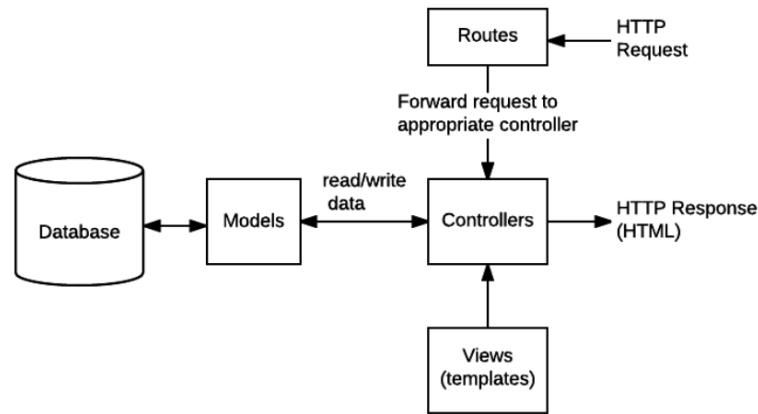 Routes
HTTP
Request
Forward request to
appropriate controller
Database
Models
read/write
data
Controllers
HTTP Response
(HTML)
Views
(templates)